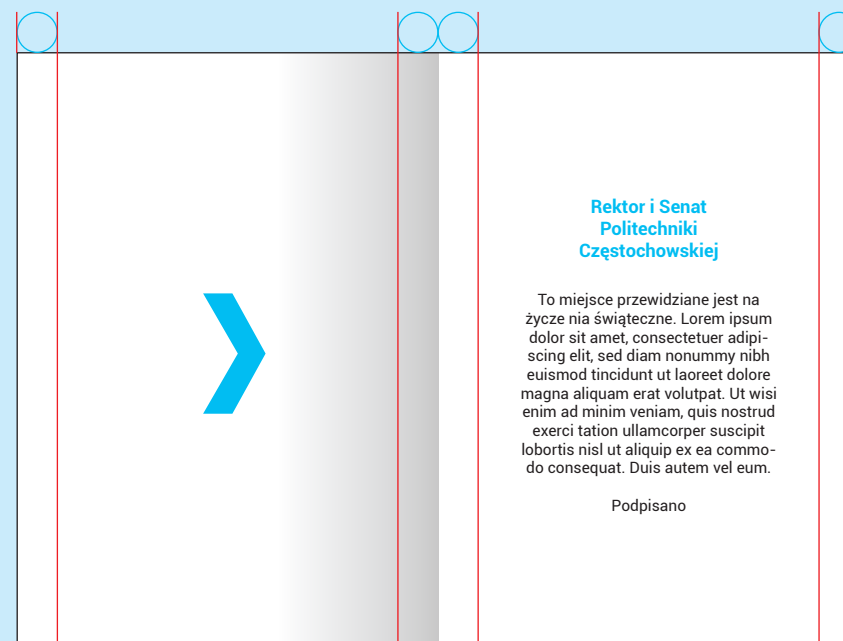 Rektor i Senat
Politechniki
Częstochowskiej
To miejsce przewidziane jest na
życze nia świąteczne. Lorem ipsum
dolor sit amet, consectetuer adipi-
scing elit, sed diam nonummy nibh
euismod tincidunt ut laoreet dolore
magna aliquam erat volutpat. Ut wisi
enim ad minim veniam, quis nostrud
exerci tation ullamcorper suscipit
lobortis nisl ut aliquip ex ea commo-
do consequat. Duis autem vel eum.
Podpisano